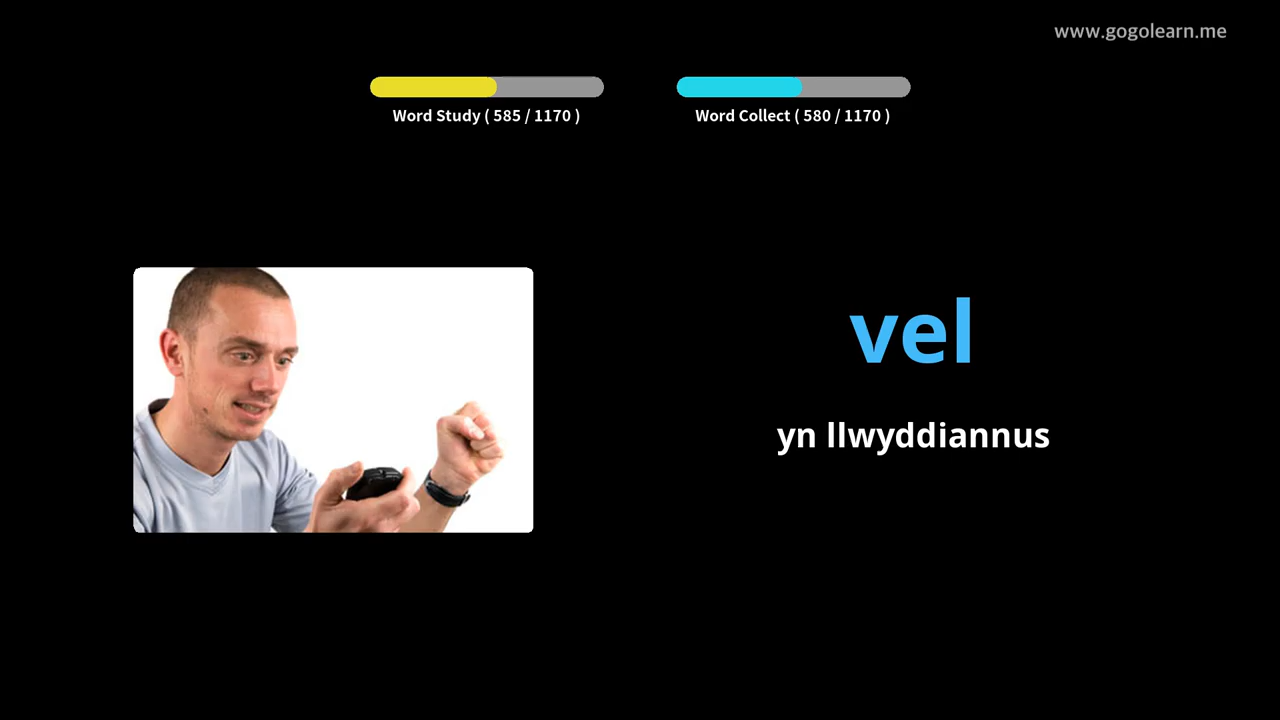 www.gogolearn.me
Word Study ( 585 / 1170 )
Word Collect ( 580 / 1170 )
vel
yn llwyddiannus